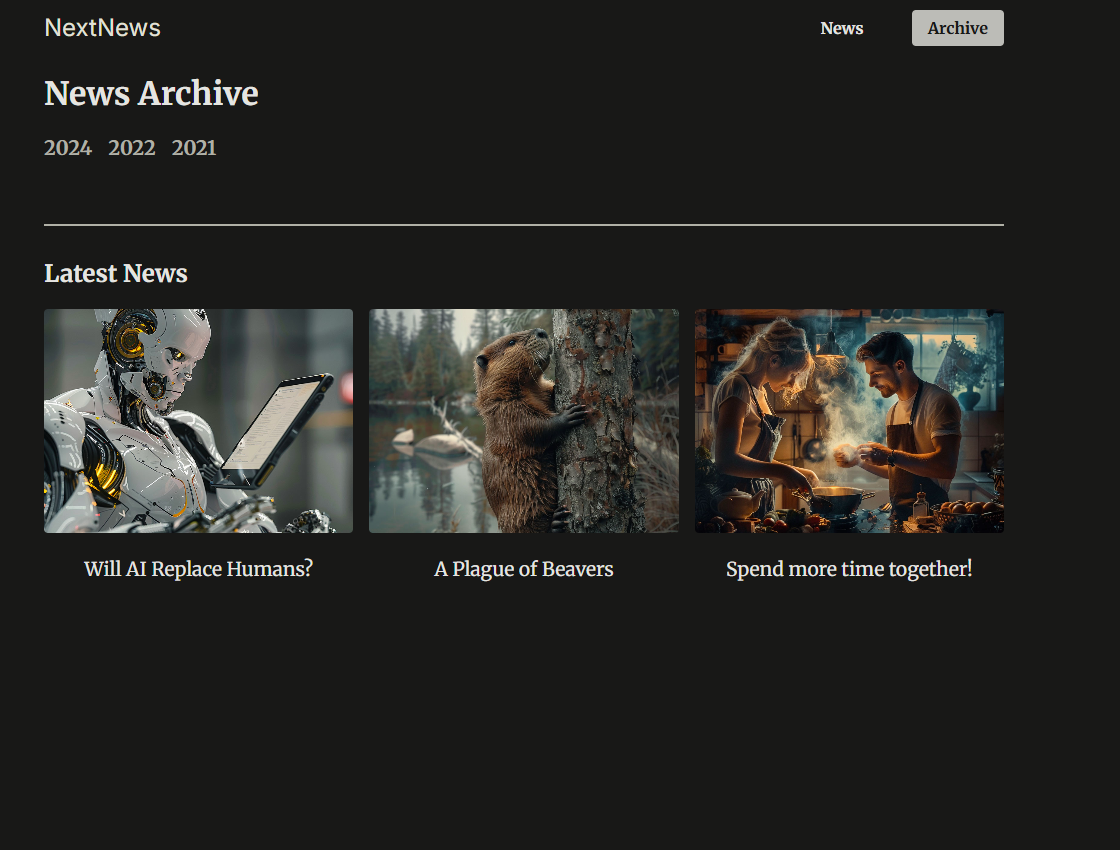 NextNews
News Archive
News Archive
2024 2022 2021
Latest News
Will AI Replace Humans? A Plague of Beavers Spend more time together!